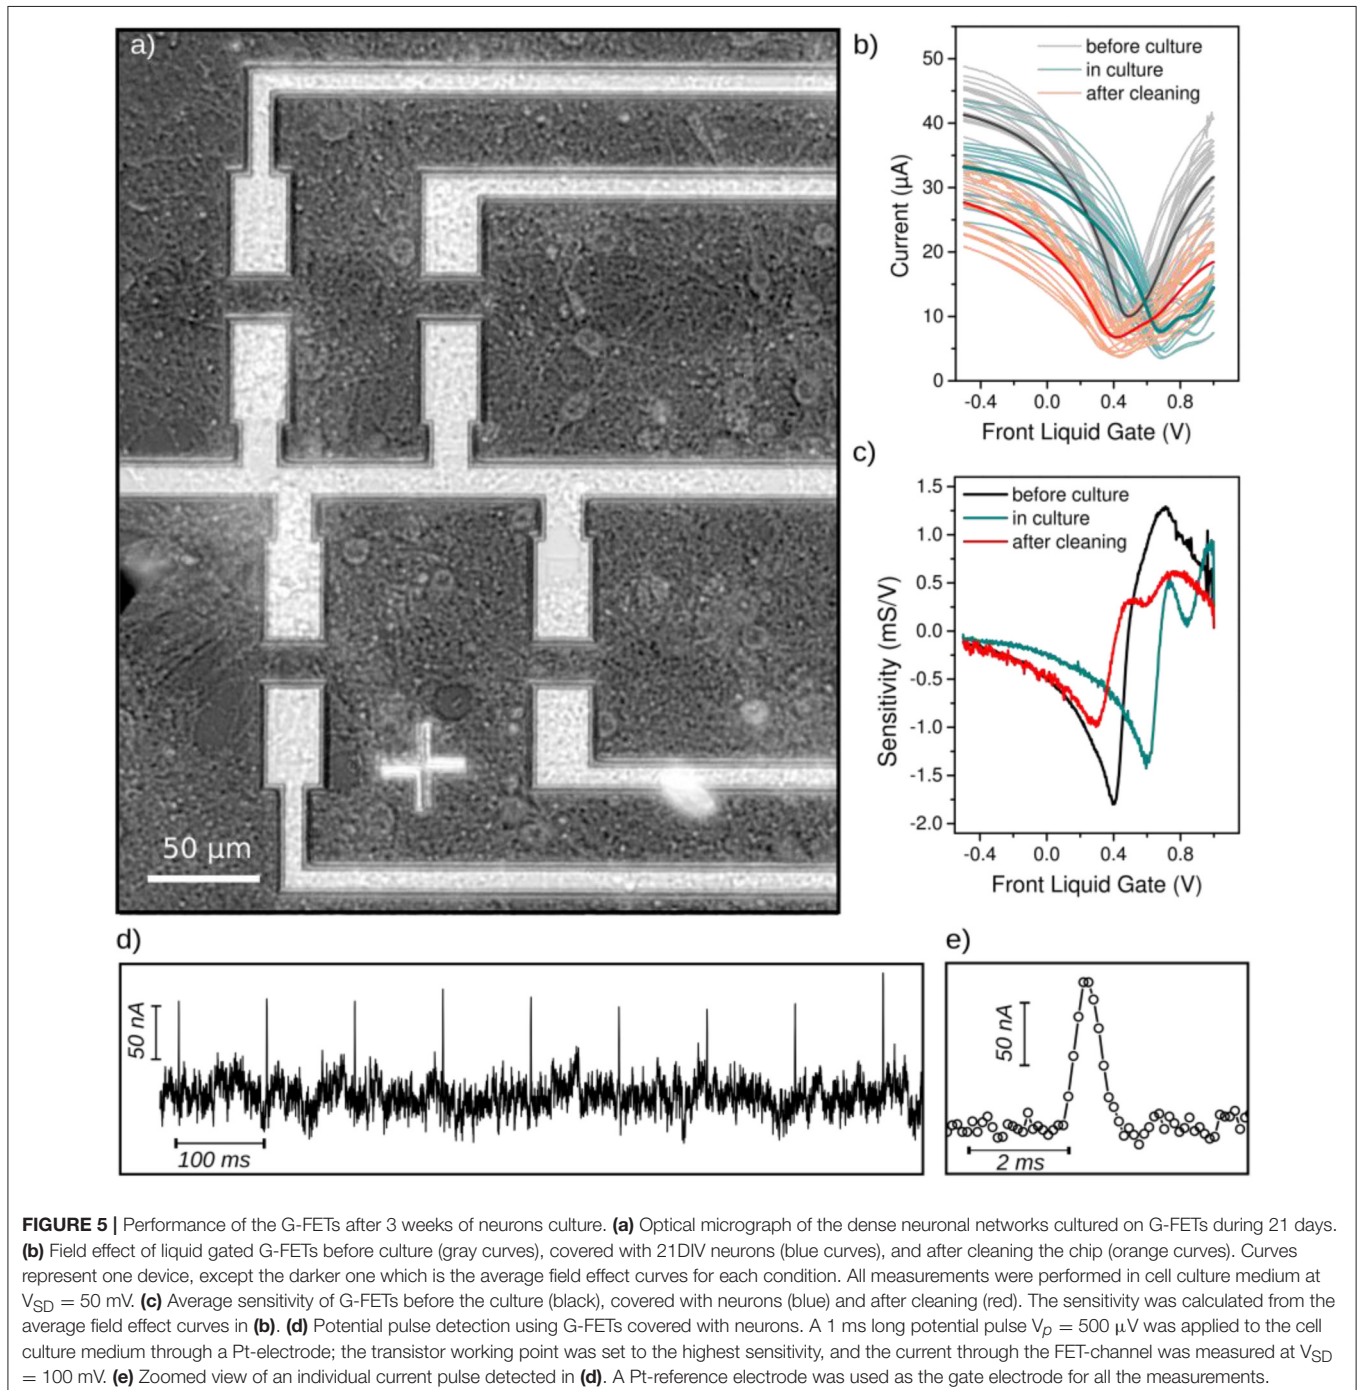 a)
50 µm
b)
50
40
30
20
10
0
-0.4 0.0 0.4 0.8
Current (µA)
Front Liquid Gate (V)
before culture
in culture
after cleaning
c)
1.5
1.0
0.5
0.0
-0.5
-1.0
-1.5
-2.0
-0.4 0.0 0.4 0.8
Sensitivity (mS/V)
Front Liquid Gate (V)
before culture
in culture
after cleaning
d)
50 nA
100 ms
e)
50 nA
2 ms
FIGURE 5 | Performance of the G-FETs after 3 weeks of neurons culture. (a) Optical micrograph of the dense neuronal networks cultured on G-FETs during 21 days.
(b) Field effect of liquid gated G-FETs before culture (gray curves), covered with 21DIV neurons (blue curves), and after cleaning the chip (orange curves). Curves
represent one device, except the darker one which is the average field effect curves for each condition. All measurements were performed in cell culture medium at
V_SD = 50 mV. (c) Average sensitivity of G-FETs before the culture (black), covered with neurons (blue) and after cleaning (red). The sensitivity was calculated from the
average field effect curves in (b). (d) Potential pulse detection using G-FETs covered with neurons. A 1 ms long potential pulse V_p = 500 µV was applied to the cell
culture medium through a Pt-electrode; the transistor working point was set to the highest sensitivity, and the current through the FET-channel was measured at V_SD
= 100 mV. (e) Zoomed view of an individual current pulse detected in (d). A Pt-reference electrode was used as the gate electrode for all the measurements.